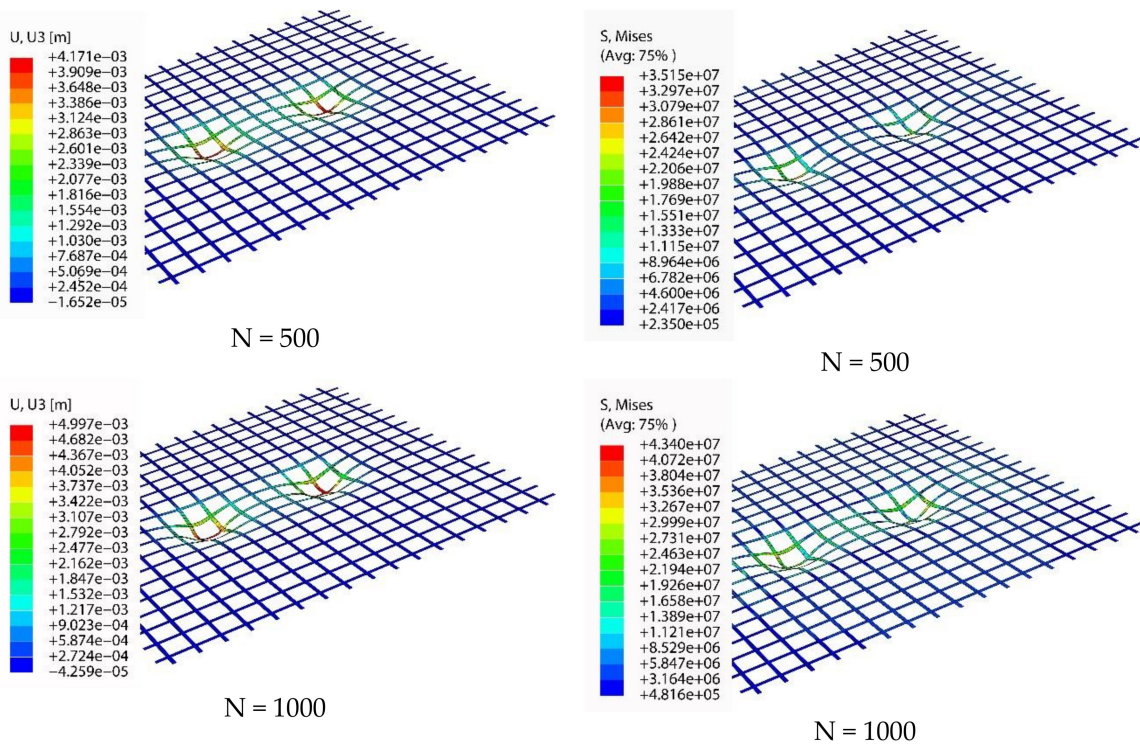 U, U3 [m]
+4.171e−03
+3.909e−03
+3.648e−03
+3.386e−03
+3.124e−03
+2.863e−03
+2.601e−03
+2.339e−03
+2.077e−03
+1.816e−03
+1.554e−03
+1.292e−03
+1.030e−03
+7.687e−04
+5.069e−04
+2.452e−04
−1.652e−05
N = 500
S, Mises
(Avg: 75% )
+3.515e+07
+3.297e+07
+3.079e+07
+2.861e+07
+2.642e+07
+2.424e+07
+2.206e+07
+1.988e+07
+1.769e+07
+1.551e+07
+1.333e+07
+1.115e+07
+8.964e+06
+6.782e+06
+4.600e+06
+2.417e+06
+2.350e+05
N = 500
U, U3 [m]
+4.997e−03
+4.682e−03
+4.367e−03
+4.052e−03
+3.737e−03
+3.422e−03
+3.107e−03
+2.792e−03
+2.477e−03
+2.162e−03
+1.847e−03
+1.532e−03
+1.217e−03
+9.023e−04
+5.874e−04
+2.724e−04
−4.259e−05
N = 1000
S, Mises
(Avg: 75% )
+4.340e+07
+4.072e+07
+3.804e+07
+3.536e+07
+3.267e+07
+2.999e+07
+2.731e+07
+2.463e+07
+2.194e+07
+1.926e+07
+1.658e+07
+1.389e+07
+1.121e+07
+8.529e+06
+5.847e+06
+3.164e+06
+4.816e+05
N = 1000